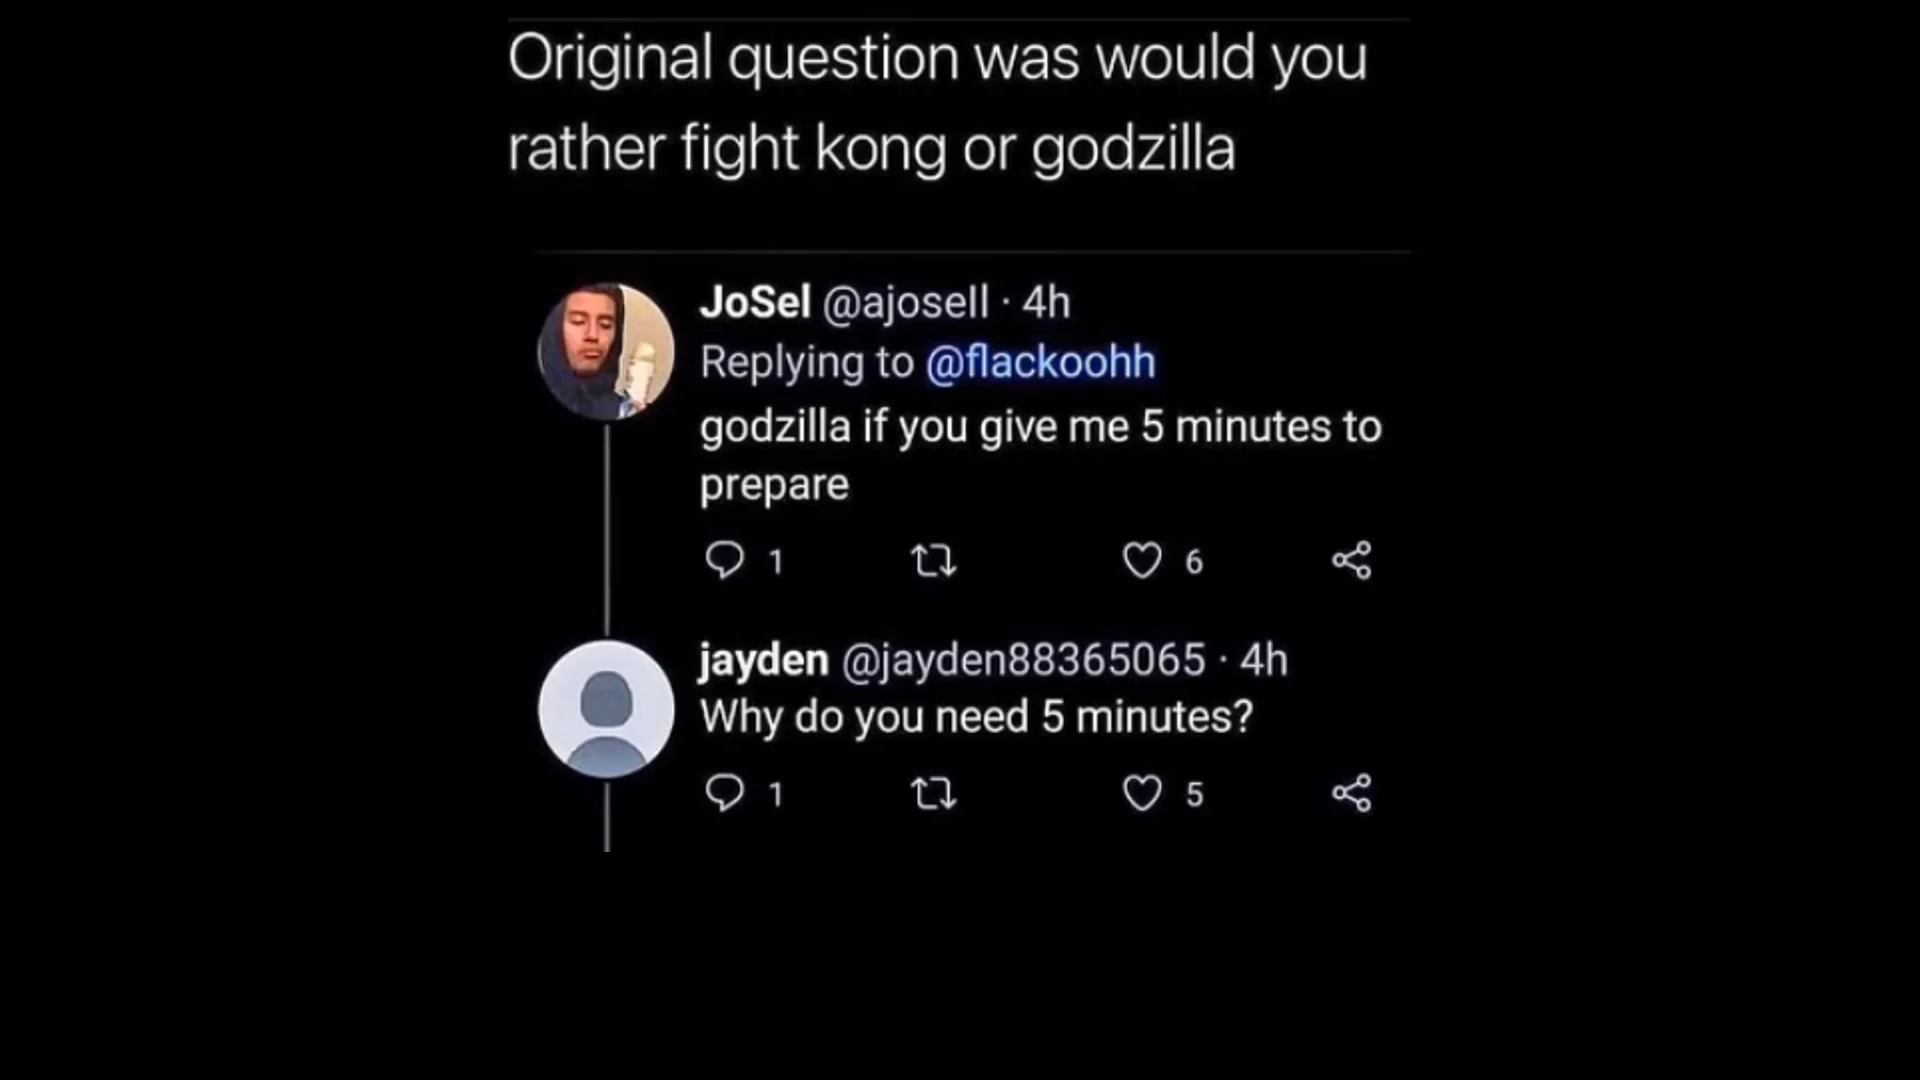 Original question was would you
rather fight kong or godzilla
JoSel @ajosell · 4h
Replying to @flackoohh
godzilla if you give me 5 minutes to
prepare
1 6
jayden @jayden88365065 · 4h
Why do you need 5 minutes?
1 5